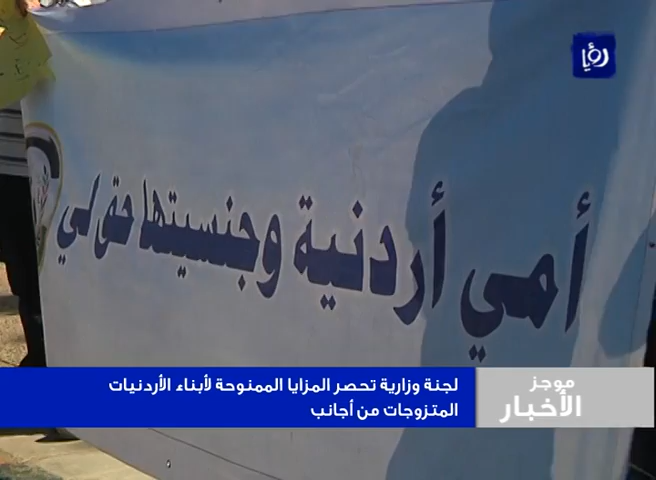 رؤيا
أمي أردنية وجنسيتها حق لي
موجز
الأخبار
لجنة وزارية تحصر المزايا الممنوحة لأبناء الأردنيات
المتزوجات من أجانب